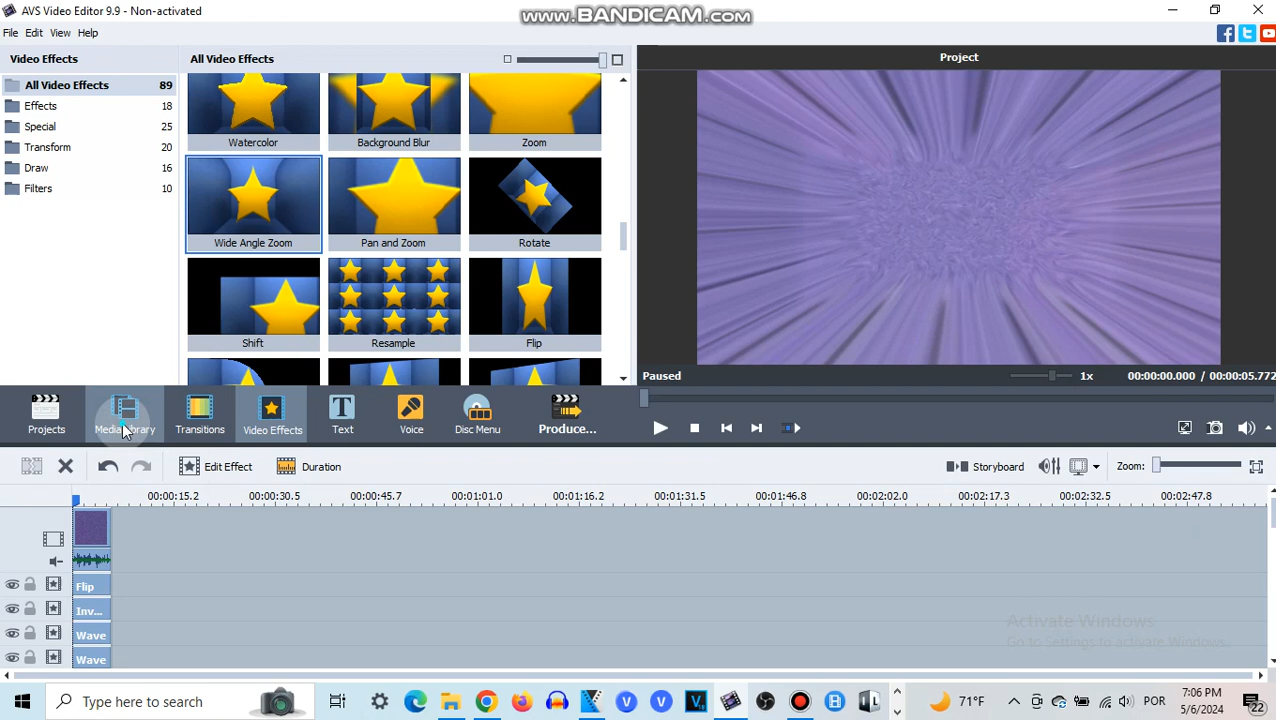 AVS Video Editor 9.9 - Non-activated
www.BANDICAM.com
File Edit View Help
Video Effects
All Video Effects
Project
All Video Effects 89
Effects 18
Special 25
Transform 20
Draw 16
Filters 10
Watercolor
Background Blur
Zoom
Wide Angle Zoom
Pan and Zoom
Rotate
Shift
Resample
Flip
Paused
1x
00:00:00.000 / 00:00:05.772
Projects
Media Library
Transitions
Video Effects
Text
Voice
Disc Menu
Produce...
Edit Effect
Duration
Storyboard
Zoom:
00:00:15.2 00:00:30.5 00:00:45.7 00:01:01.0 00:01:16.2 00:01:31.5 00:01:46.8 00:02:02.0 00:02:17.3 00:02:32.5 00:02:47.8
Flip
Inv...
Wave
Wave
Activate Windows
Go to Settings to activate Windows.
Type here to search
71°F
POR
7:06 PM
5/6/2024
22